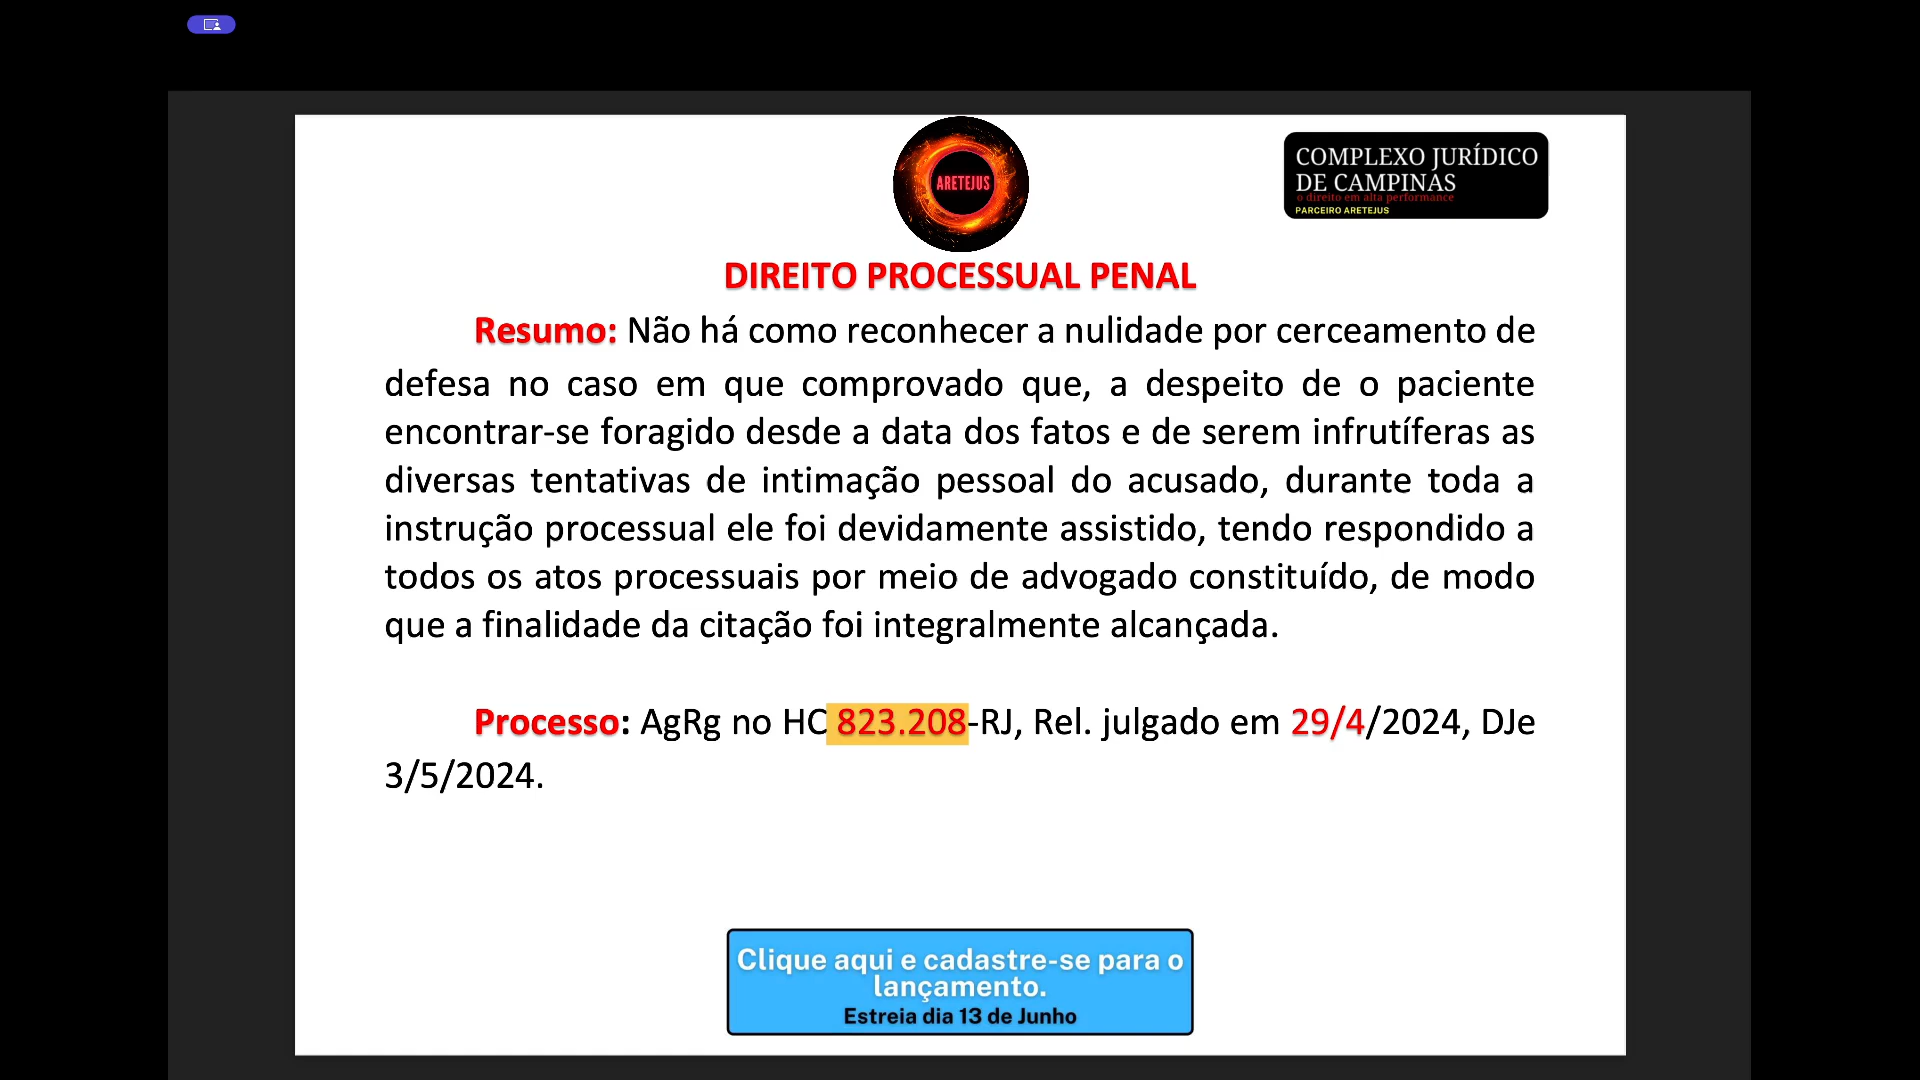 ARETEJUS
COMPLEXO JURÍDICO
DE CAMPINAS
o direito em alta performance
PARCEIRO ARETEJUS
DIREITO PROCESSUAL PENAL
Resumo: Não há como reconhecer a nulidade por cerceamento de
defesa no caso em que comprovado que, a despeito de o paciente
encontrar-se foragido desde a data dos fatos e de serem infrutíferas as
diversas tentativas de intimação pessoal do acusado, durante toda a
instrução processual ele foi devidamente assistido, tendo respondido a
todos os atos processuais por meio de advogado constituído, de modo
que a finalidade da citação foi integralmente alcançada.
Processo: AgRg no HC 823.208-RJ, Rel. julgado em 29/4/2024, DJe
3/5/2024.
Clique aqui e cadastre-se para o
lançamento.
Estreia dia 13 de Junho